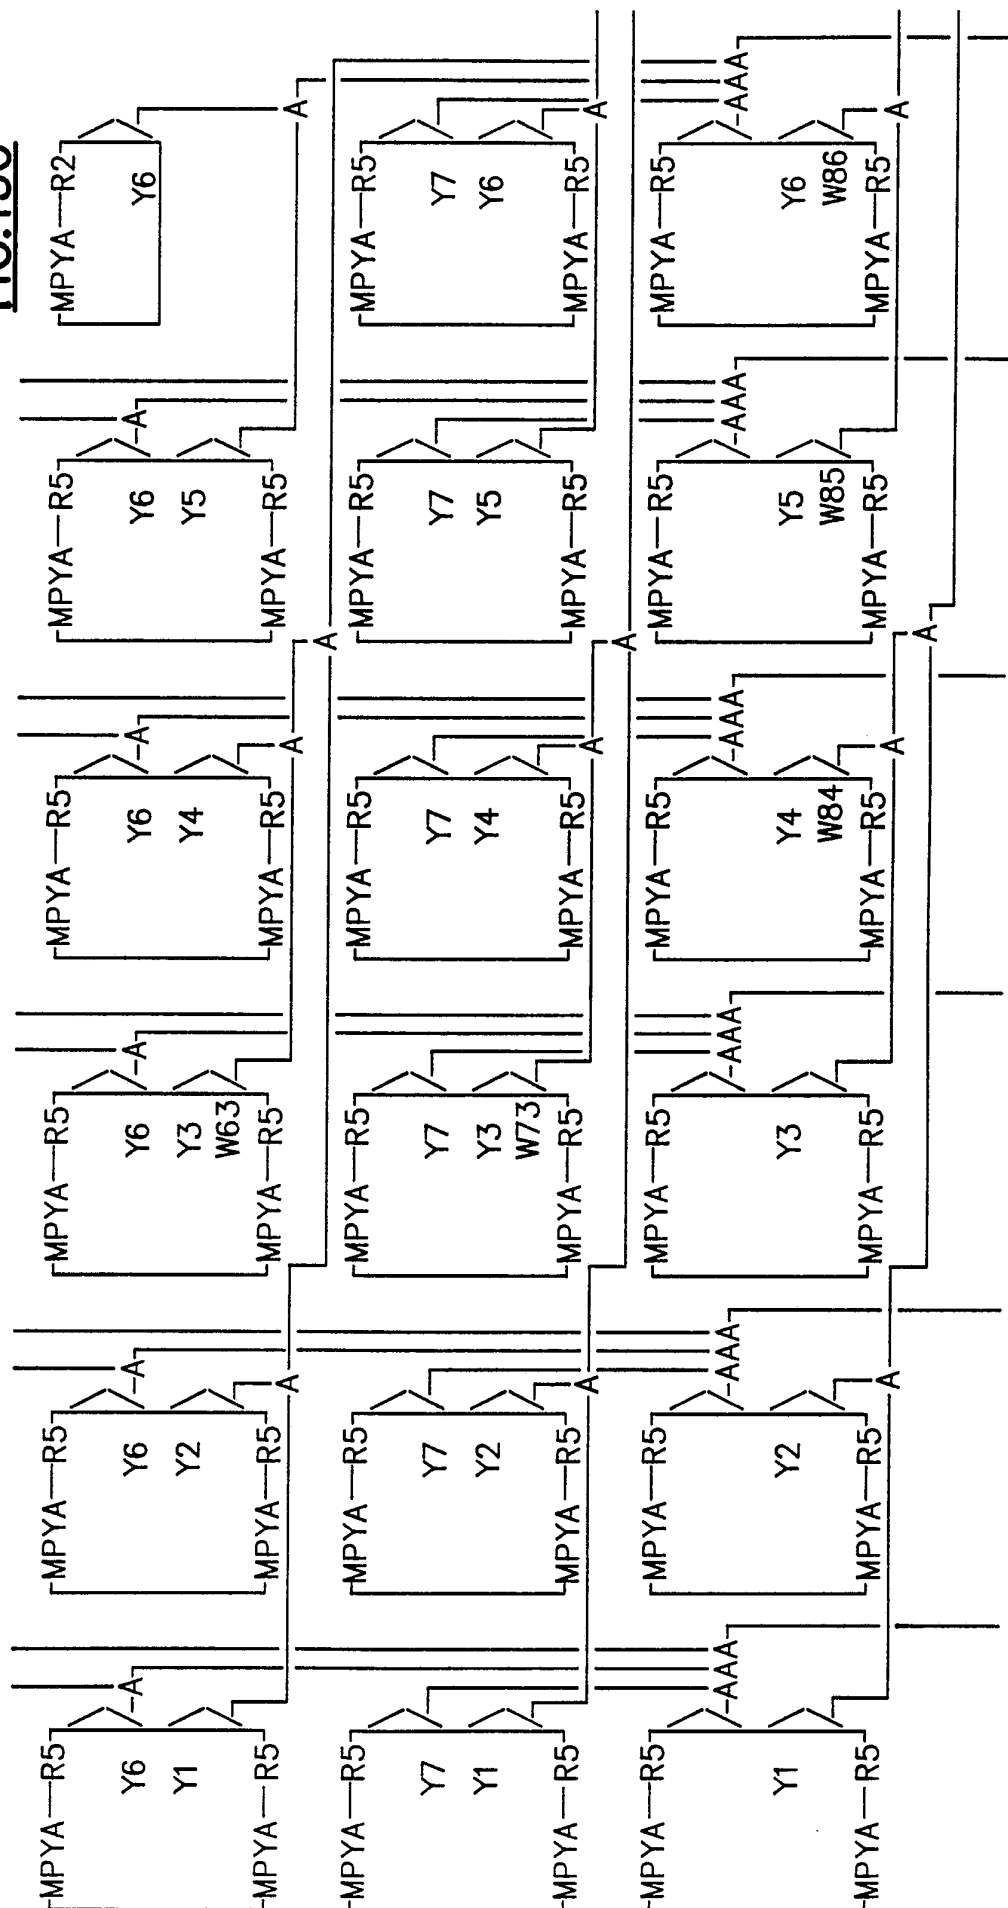 MPYA—R5 MPYA—R5 MPYA—R5 MPYA—R5 MPYA—R5 MPYA—R2
Y6 A Y6 A Y6 A Y6 A Y6 A Y6
Y1 Y2 Y3 Y4 Y5
W63
MPYA—R5 MPYA—R5 MPYA—R5 MPYA—R5 MPYA—R5
A A A
A
MPYA—R5 MPYA—R5 MPYA—R5 MPYA—R5 MPYA—R5 MPYA—R5
Y7 Y7 Y7 Y7 Y7 Y7
Y1 Y2 Y3 Y4 Y5 Y6
W73
MPYA—R5 MPYA—R5 MPYA—R5 MPYA—R5 MPYA—R5 MPYA—R5
A A A
A
MPYA—R5 MPYA—R5 MPYA—R5 MPYA—R5 MPYA—R5 MPYA—R5
AAA AAA AAA AAA AAA AAA
Y1 Y2 Y3 Y4 Y5 Y6
W84 W85 W86
MPYA—R5 MPYA—R5 MPYA—R5 MPYA—R5 MPYA—R5 MPYA—R5
A A A
A